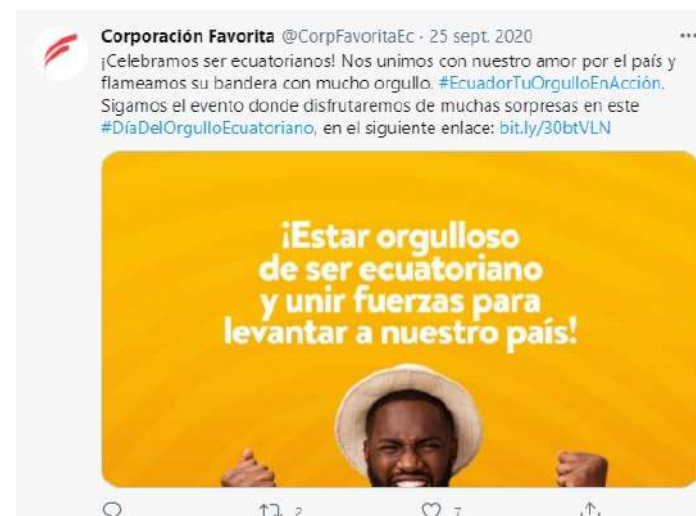 Corporación Favorita @CorpFavoritaEc · 25 sept. 2020
¡Celebramos ser ecuatorianos! Nos unimos con nuestro amor por el país y
flameamos su bandera con mucho orgullo. #EcuadorTuOrgulloEnAcción.
Sigamos el evento donde disfrutaremos de muchas sorpresas en este
#DíaDelOrgulloEcuatoriano, en el siguiente enlace: bit.ly/30btVLN
¡Estar orgulloso
de ser ecuatoriano
y unir fuerzas para
levantar a nuestro país!
2 7